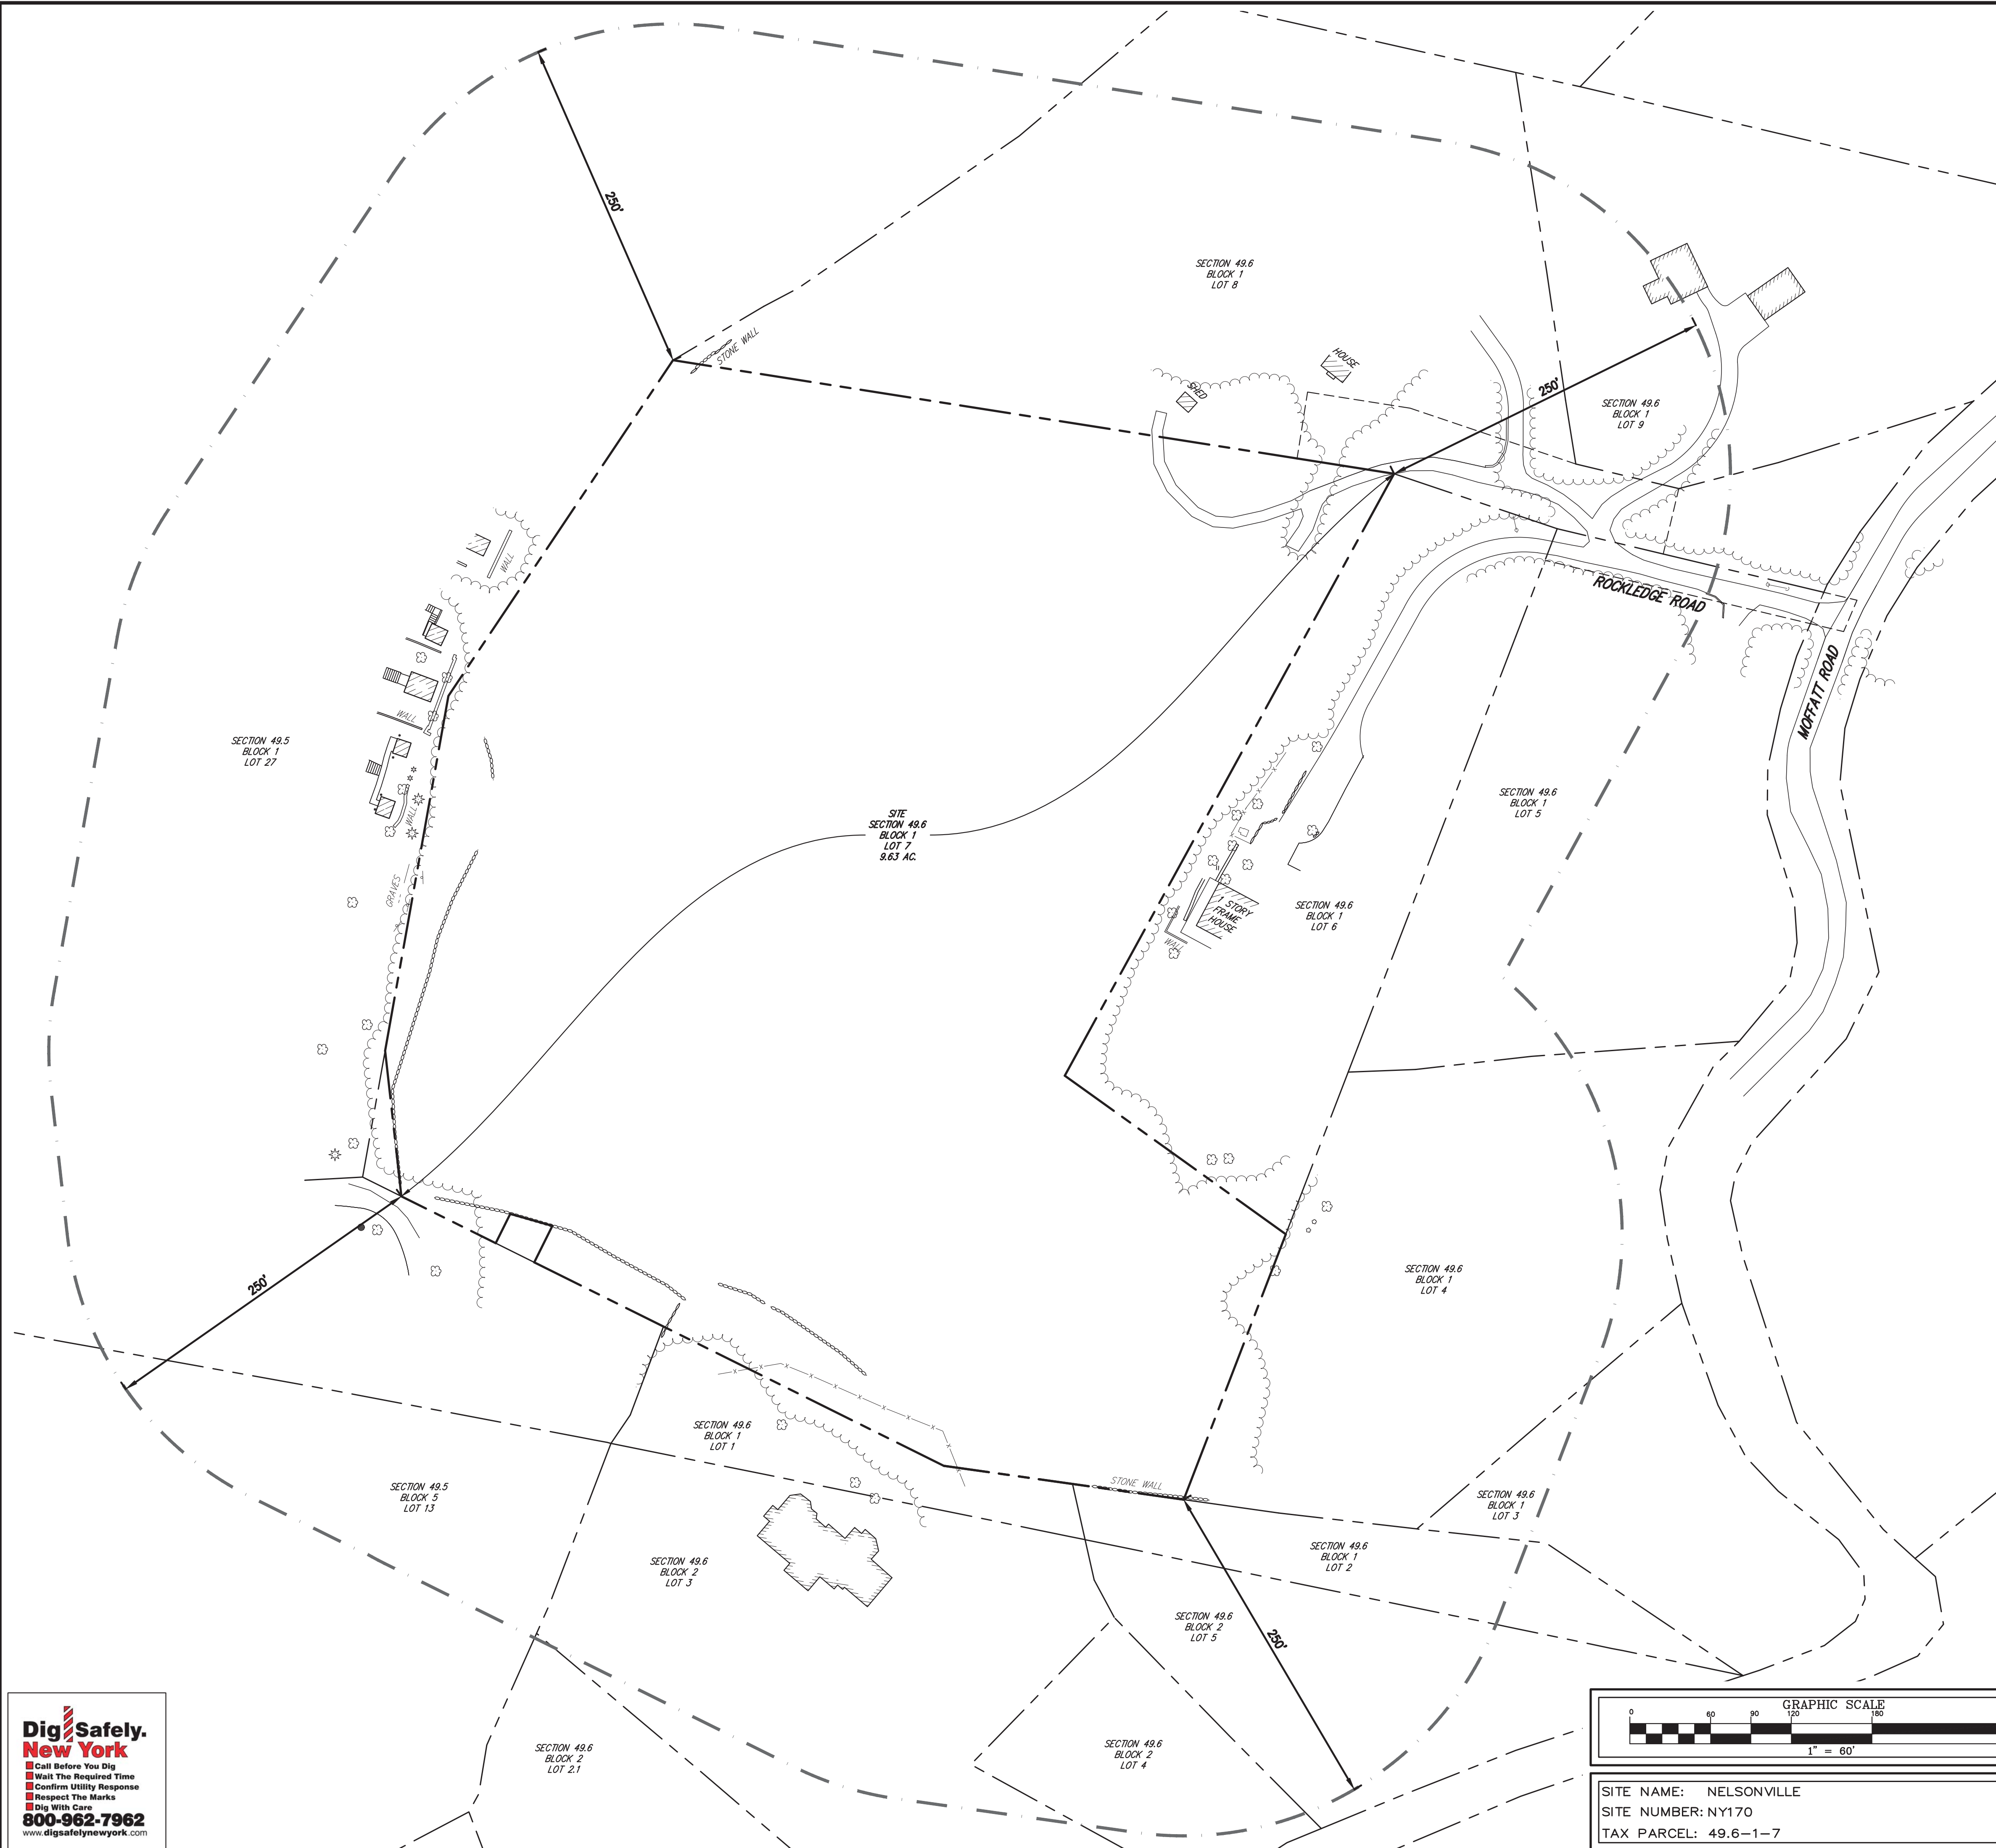 250'
SECTION 49.6
BLOCK 1
LOT 8
STONE WALL
HOUSE
SHED
250'
SECTION 49.6
BLOCK 1
LOT 9
WALL
ROCKLEDGE ROAD
MOFFATT ROAD
WALL
SECTION 49.5
BLOCK 1
LOT 27
WALL
GRAVES
SITE
SECTION 49.6
BLOCK 1
LOT 7
9.63 AC.
SECTION 49.6
BLOCK 1
LOT 5
1 STORY
FRAME
HOUSE
WALL
SECTION 49.6
BLOCK 1
LOT 6
250'
SECTION 49.6
BLOCK 1
LOT 4
SECTION 49.6
BLOCK 1
LOT 1
STONE WALL
SECTION 49.5
BLOCK 5
LOT 13
SECTION 49.6
BLOCK 1
LOT 3
SECTION 49.6
BLOCK 1
LOT 2
SECTION 49.6
BLOCK 2
LOT 3
SECTION 49.6
BLOCK 2
LOT 5
250'
SECTION 49.6
BLOCK 2
LOT 2.1
SECTION 49.6
BLOCK 2
LOT 4
Dig Safely.
New York
Call Before You Dig
Wait The Required Time
Confirm Utility Response
Respect The Marks
Dig With Care
800-962-7962
www.digsafelynewyork.com
GRAPHIC SCALE
0 60 90 120 180
1" = 60'
SITE NAME: NELSONVILLE
SITE NUMBER: NY170
TAX PARCEL: 49.6-1-7